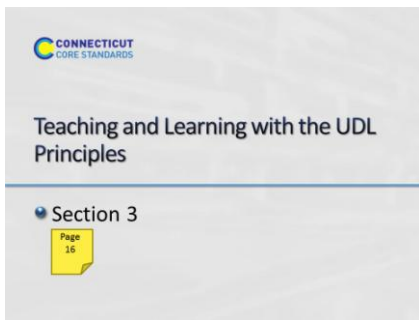 CONNECTICUT
CORE STANDARDS
Teaching and Learning with the UDL
Principles
Section 3
Page
16